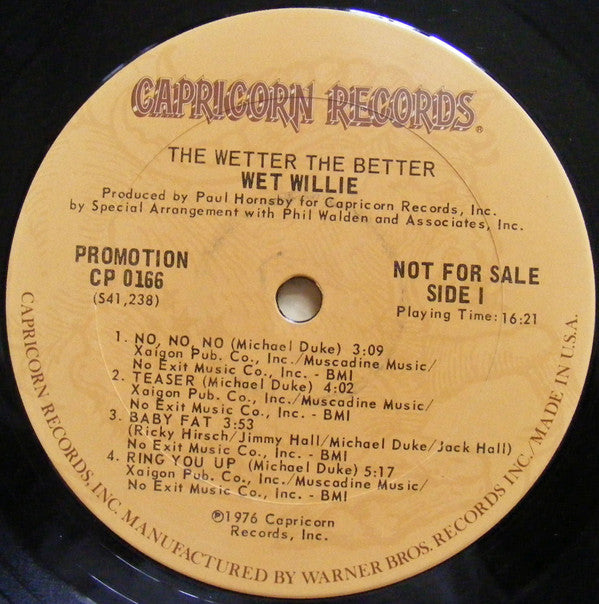 CAPRICORN RECORDS®
THE WETTER THE BETTER
WET WILLIE
Produced by Paul Hornsby for Capricorn Records, Inc.
by Special Arrangement with Phil Walden and Associates, Inc.
PROMOTION
CP 0166
(S41,238)
NOT FOR SALE
SIDE I
Playing Time: 16:21
1. NO, NO, NO (Michael Duke) 3:09
Xaigon Pub. Co., Inc./Muscadine Music/
No Exit Music Co., Inc. - BMI
2. TEASER (Michael Duke) 4:02
Xaigon Pub. Co., Inc./Muscadine Music/
No Exit Music Co., Inc. - BMI
3. BABY FAT 3:53
(Ricky Hirsch/Jimmy Hall/Michael Duke/Jack Hall)
No Exit Music Co., Inc. - BMI
4. RING YOU UP (Michael Duke) 5:17
Xaigon Pub. Co., Inc./Muscadine Music/
No Exit Music Co., Inc. - BMI
℗1976 Capricorn
Records, Inc.
CAPRICORN RECORDS, INC. MANUFACTURED BY WARNER BROS. RECORDS INC./MADE IN U.S.A.